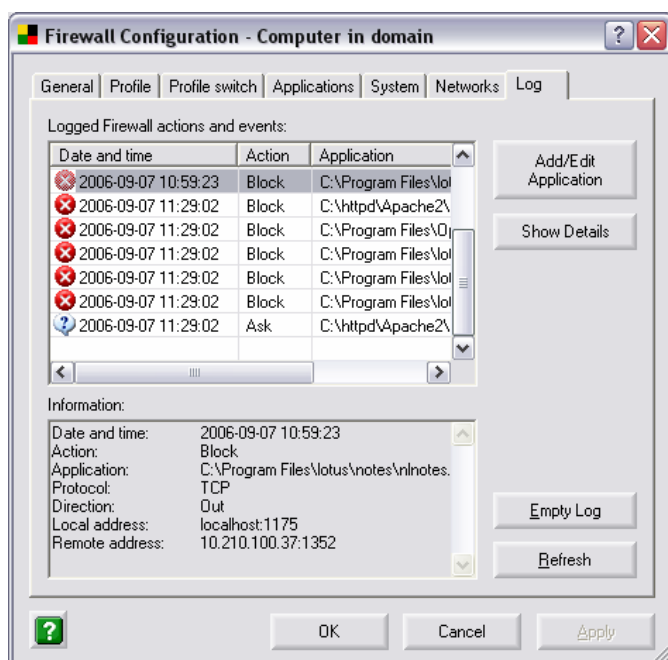 Firewall Configuration - Computer in domain
General Profile Profile switch Applications System Networks Log
Logged Firewall actions and events:
Date and time Action Application
2006-09-07 10:59:23 Block C:\Program Files\lot
2006-09-07 11:29:02 Block C:\httpd\Apache2\
2006-09-07 11:29:02 Block C:\Program Files\Op
2006-09-07 11:29:02 Block C:\Program Files\lot
2006-09-07 11:29:02 Block C:\Program Files\lot
2006-09-07 11:29:02 Block C:\Program Files\lot
2006-09-07 11:29:02 Ask C:\httpd\Apache2\
Add/Edit
Application
Show Details
Information:
Date and time: 2006-09-07 10:59:23
Action: Block
Application: C:\Program Files\lotus\notes\nlnotes.
Protocol: TCP
Direction: Out
Local address: localhost:1175
Remote address: 10.210.100.37:1352
Empty Log
Refresh
? OK Cancel Apply